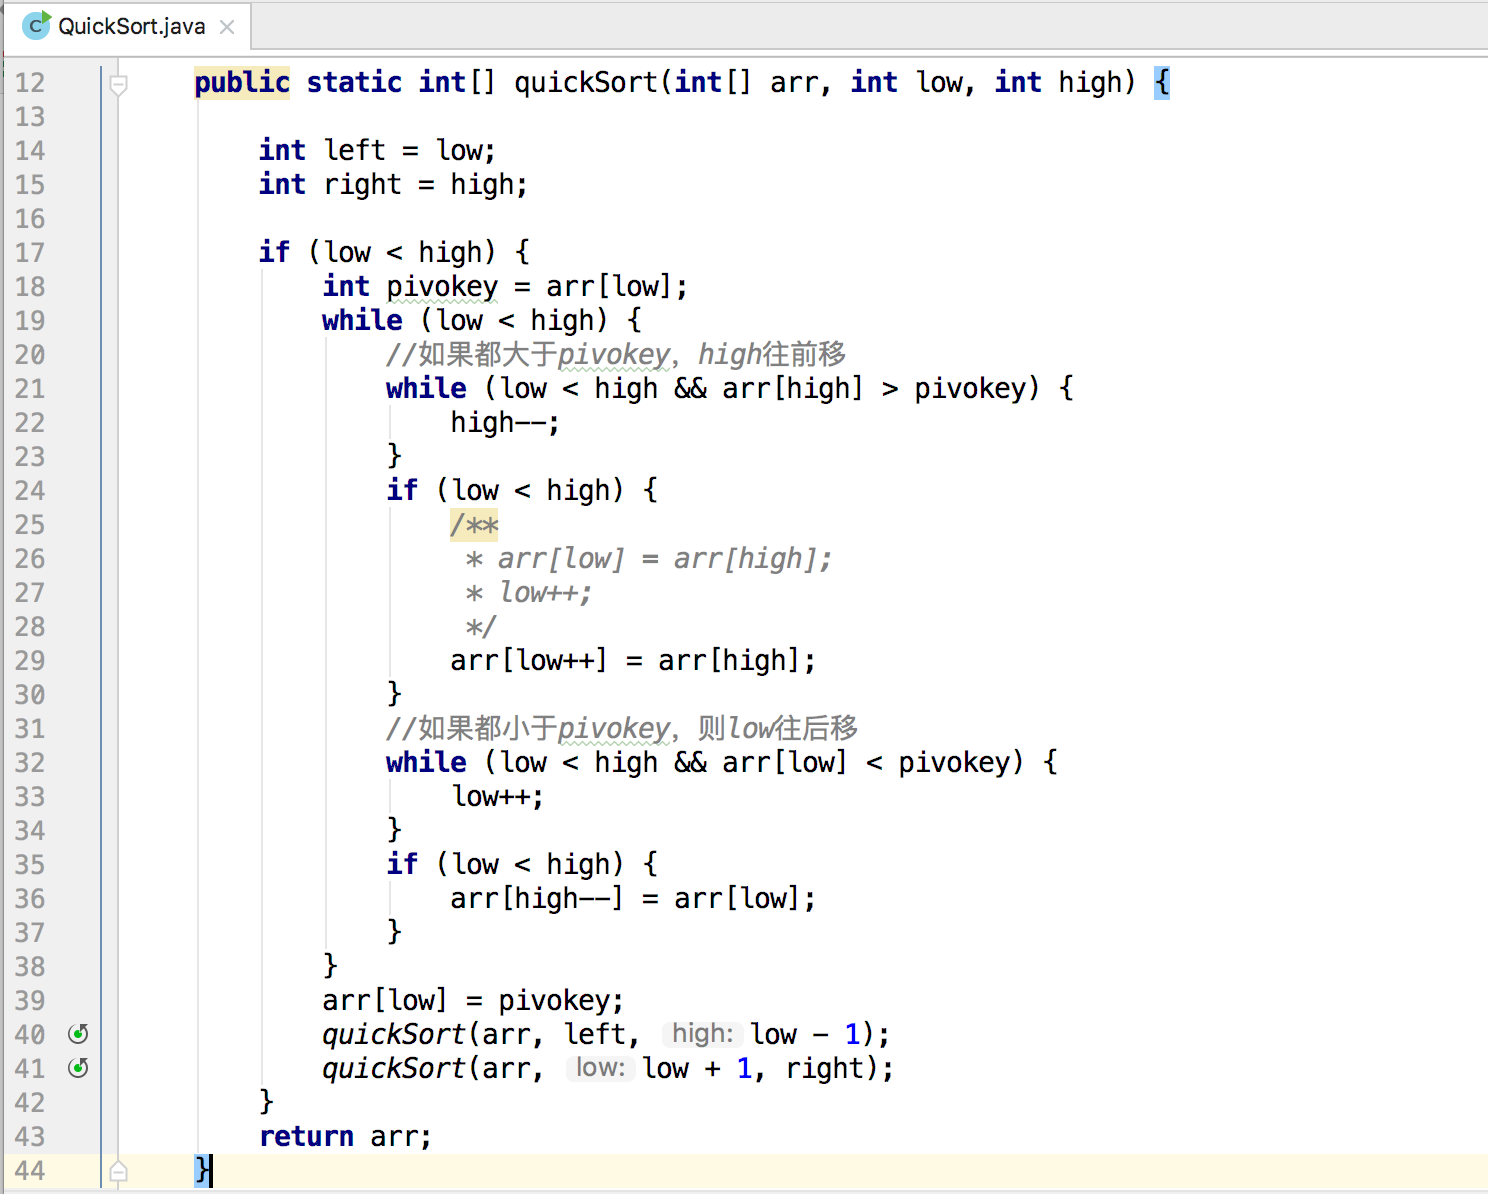 QuickSort.java
12 public static int[] quickSort(int[] arr, int low, int high) {
13
14 int left = low;
15 int right = high;
16
17 if (low < high) {
18 int pivokey = arr[low];
19 while (low < high) {
20 //如果都大于pivokey，high往前移
21 while (low < high && arr[high] > pivokey) {
22 high--;
23 }
24 if (low < high) {
25 /**
26 * arr[low] = arr[high];
27 * low++;
28 */
29 arr[low++] = arr[high];
30 }
31 //如果都小于pivokey，则low往后移
32 while (low < high && arr[low] < pivokey) {
33 low++;
34 }
35 if (low < high) {
36 arr[high--] = arr[low];
37 }
38 }
39 arr[low] = pivokey;
40 quickSort(arr, left, high: low - 1);
41 quickSort(arr, low: low + 1, right);
42 }
43 return arr;
44 }